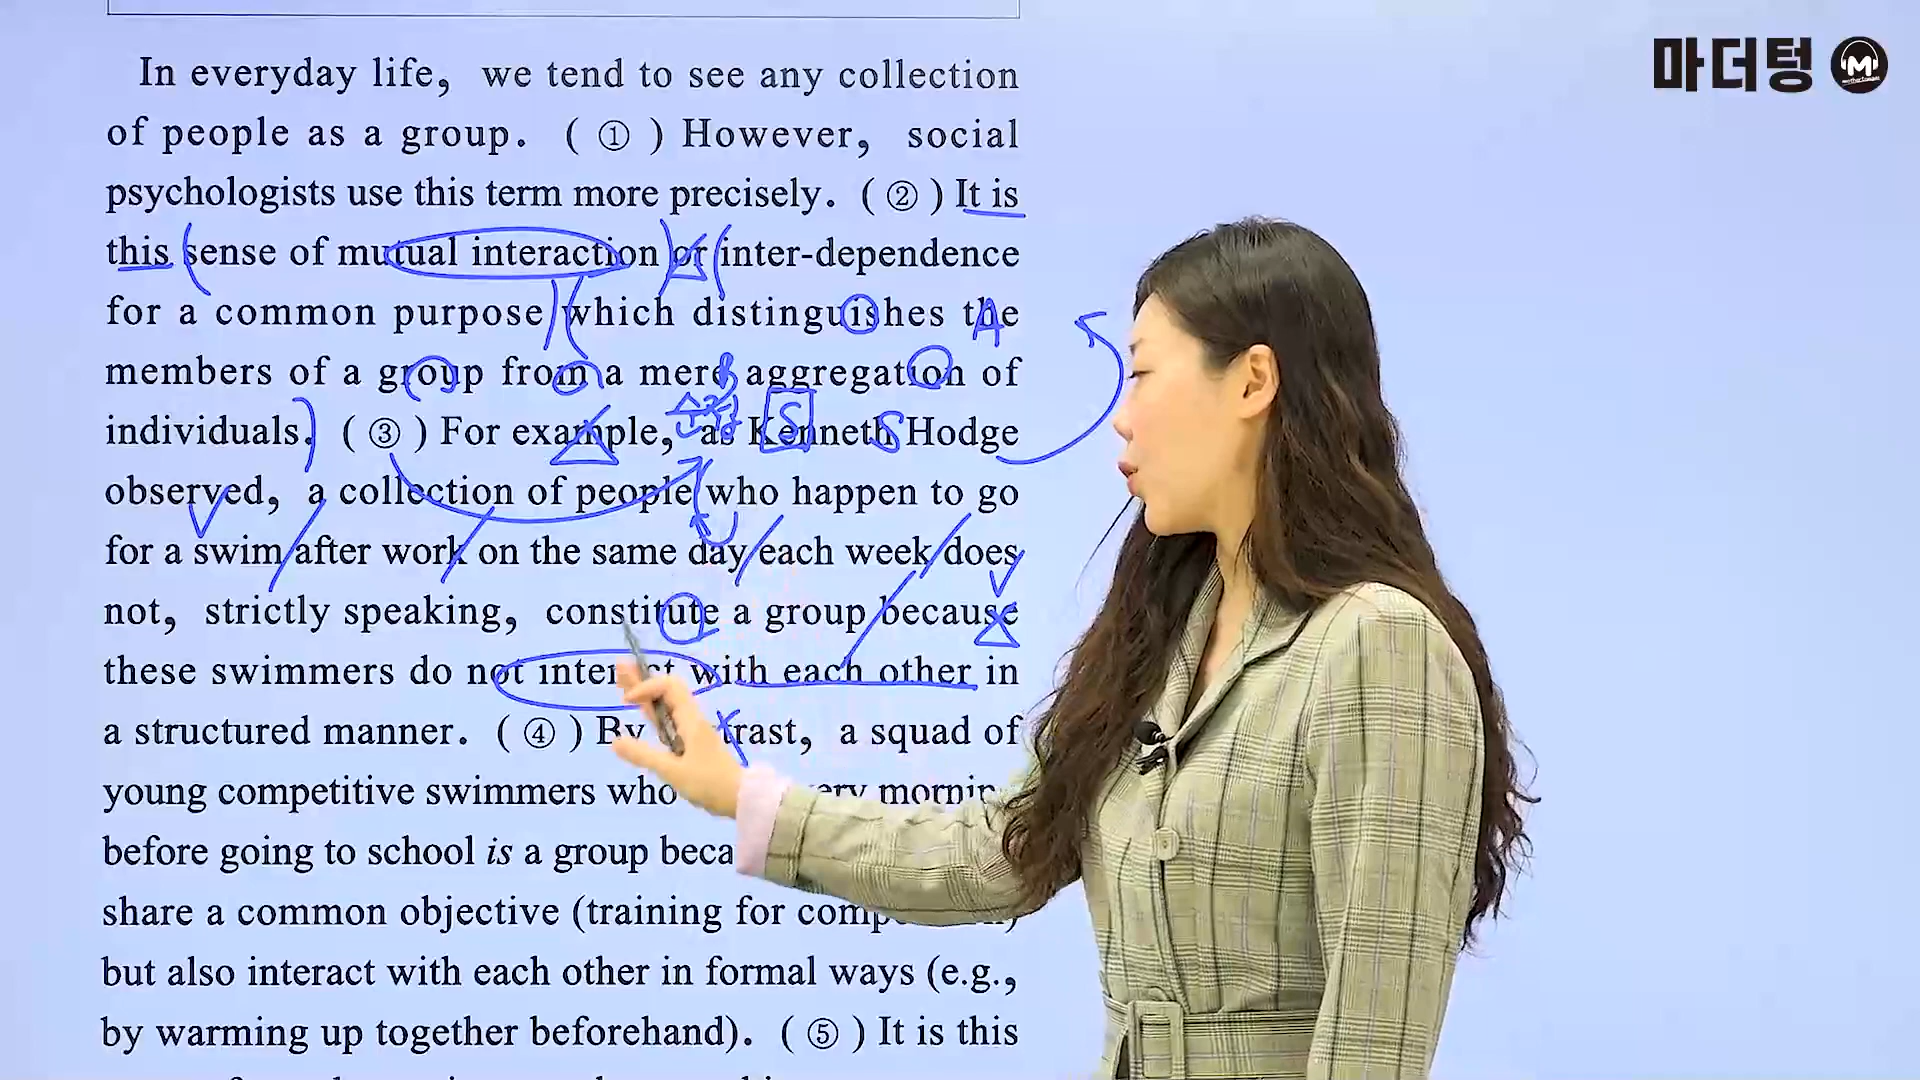 마더텅
In everyday life, we tend to see any collection
of people as a group. ( ① ) However, social
psychologists use this term more precisely. ( ② ) It is
this sense of mutual interaction or inter-dependence
for a common purpose which distinguishes the
A
members of a group from a mere aggregation of
B
individuals. ( ③ ) For example, as Kenneth Hodge
S S
observed, a collection of people who happen to go
for a swim after work on the same day each week does
not, strictly speaking, constitute a group because
these swimmers do not with each other in
a structured manner. ( ④ ) By a squad of
young competitive swimmers who
before going to school is a group
share a common objective (training for
but also interact with each other in formal ways (e.g.,
by warming up together beforehand). ( ⑤ ) It is this